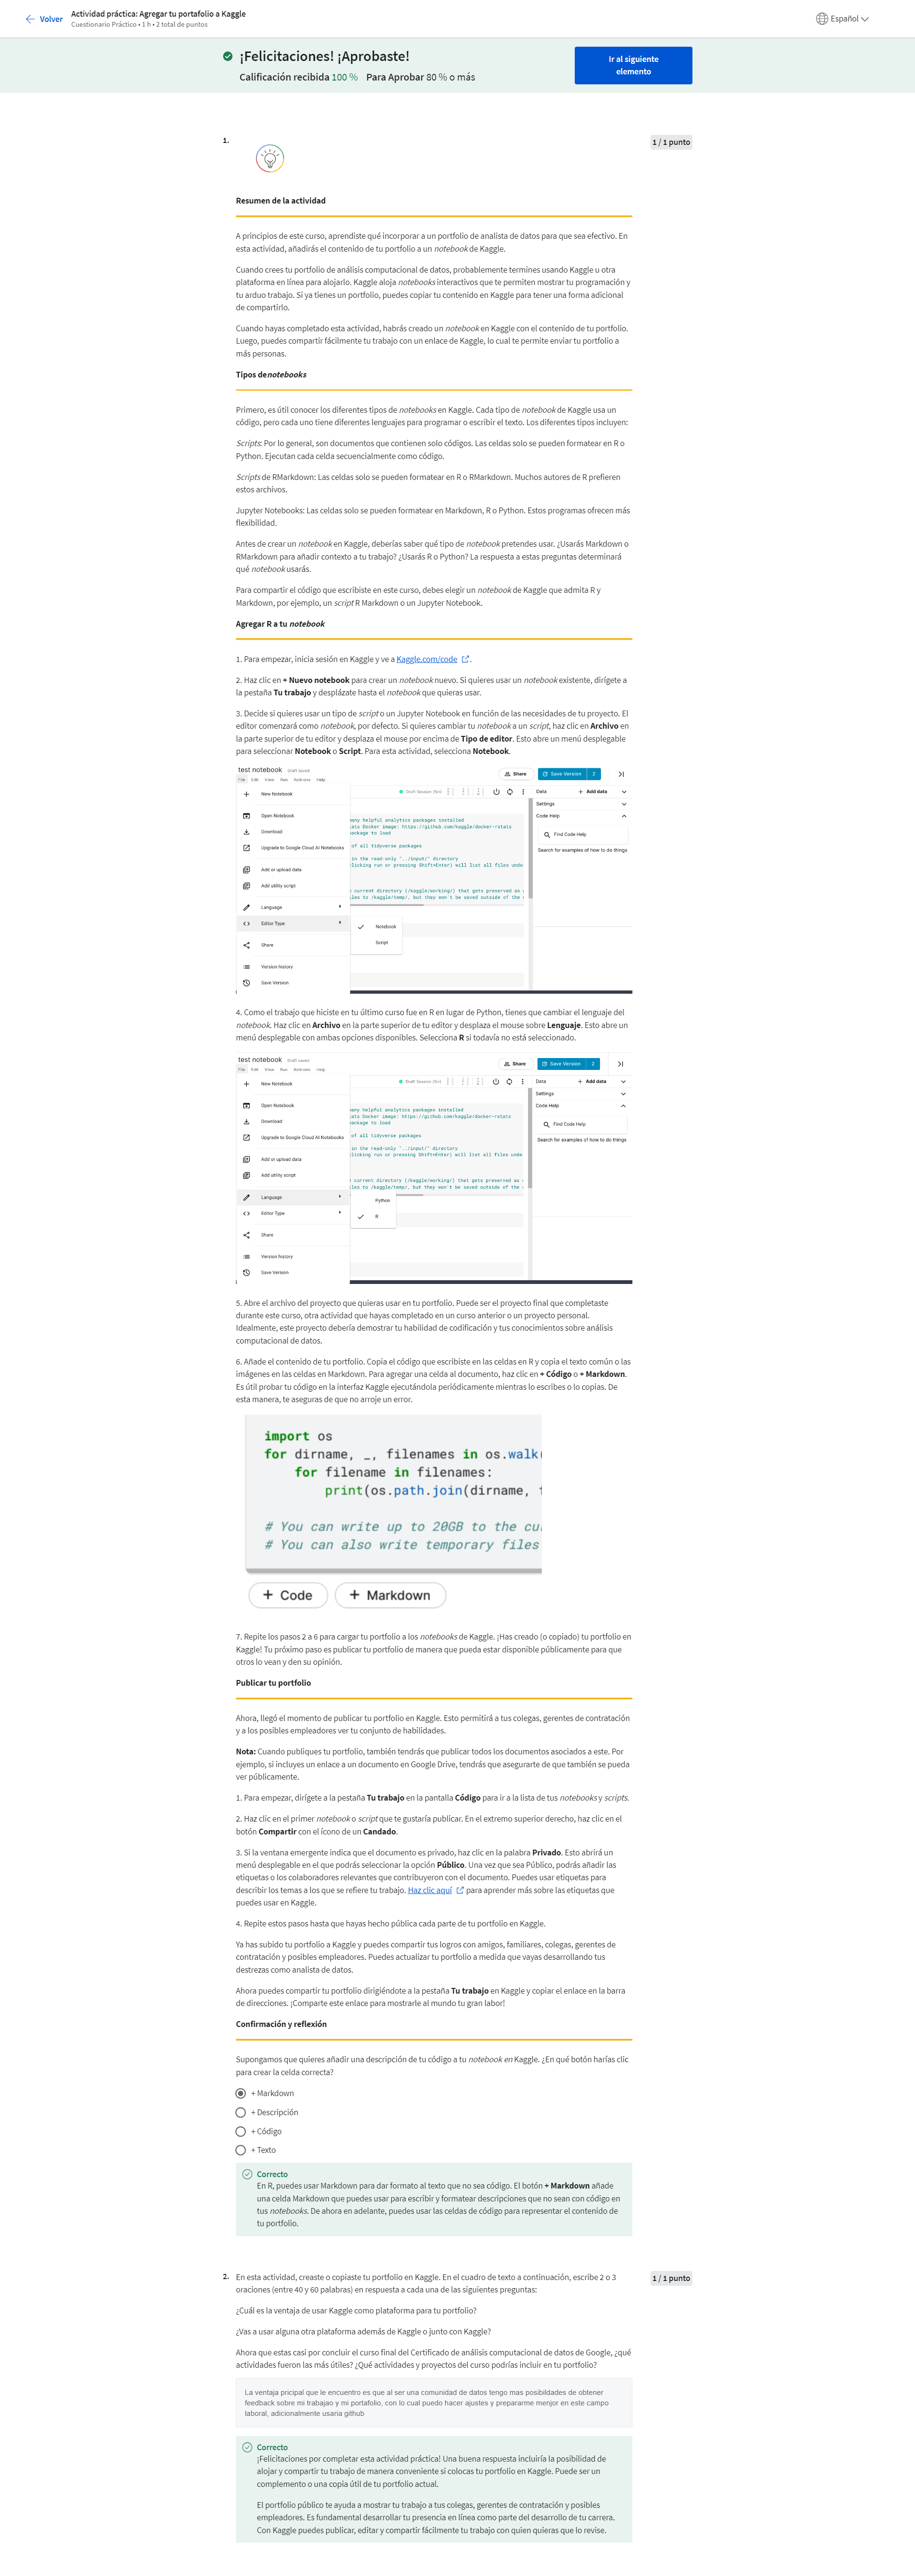 Volver
Actividad práctica: Agregar tu portafolio a Kaggle
Cuestionario Práctico • 1 h • 2 total de puntos
Español
¡Felicitaciones! ¡Aprobaste!
Calificación recibida 100 % Para Aprobar 80 % o más
Ir al siguiente
elemento
1.
1 / 1 punto
Resumen de la actividad
A principios de este curso, aprendiste qué incorporar a un portfolio de analista de datos para que sea efectivo. En
esta actividad, añadirás el contenido de tu portfolio a un notebook de Kaggle.
Cuando crees tu portfolio de análisis computacional de datos, probablemente termines usando Kaggle u otra
plataforma en línea para alojarlo. Kaggle aloja notebooks interactivos que te permiten mostrar tu programación y
tu arduo trabajo. Si ya tienes un portfolio, puedes copiar tu contenido en Kaggle para tener una forma adicional
de compartirlo.
Cuando hayas completado esta actividad, habrás creado un notebook en Kaggle con el contenido de tu portfolio.
Luego, puedes compartir fácilmente tu trabajo con un enlace de Kaggle, lo cual te permite enviar tu portfolio a
más personas.
Tipos denotebooks
Primero, es útil conocer los diferentes tipos de notebooks en Kaggle. Cada tipo de notebook de Kaggle usa un
código, pero cada uno tiene diferentes lenguajes para programar o escribir el texto. Los diferentes tipos incluyen:
Scripts: Por lo general, son documentos que contienen solo códigos. Las celdas solo se pueden formatear en R o
Python. Ejecutan cada celda secuencialmente como código.
Scripts de RMarkdown: Las celdas solo se pueden formatear en R o RMarkdown. Muchos autores de R prefieren
estos archivos.
Jupyter Notebooks: Las celdas solo se pueden formatear en Markdown, R o Python. Estos programas ofrecen más
flexibilidad.
Antes de crear un notebook en Kaggle, deberías saber qué tipo de notebook pretendes usar. ¿Usarás Markdown o
RMarkdown para añadir contexto a tu trabajo? ¿Usarás R o Python? La respuesta a estas preguntas determinará
qué notebook usarás.
Para compartir el código que escribiste en este curso, debes elegir un notebook de Kaggle que admita R y
Markdown, por ejemplo, un script R Markdown o un Jupyter Notebook.
Agregar R a tu notebook
1. Para empezar, inicia sesión en Kaggle y ve a Kaggle.com/code .
2. Haz clic en + Nuevo notebook para crear un notebook nuevo. Si quieres usar un notebook existente, dirígete a
la pestaña Tu trabajo y desplázate hasta el notebook que quieras usar.
3. Decide si quieres usar un tipo de script o un Jupyter Notebook en función de las necesidades de tu proyecto. El
editor comenzará como notebook, por defecto. Si quieres cambiar tu notebook a un script, haz clic en Archivo en
la parte superior de tu editor y desplaza el mouse por encima de Tipo de editor. Esto abre un menú desplegable
para seleccionar Notebook o Script. Para esta actividad, selecciona Notebook.
test notebook Draft saved
Share
Save Version 2
File Edit View Run Add-ons Help
New Notebook
Open Notebook
Download
Upgrade to Google Cloud AI Notebooks
Add or upload data
Add utility script
Language
Editor Type
Share
Version history
Save Version
Draft Session
many helpful analytics packages installed
tats Docker image: https://github.com/kaggle/docker-rstats
package to load
of all tidyverse packages
in the read-only "../input/" directory
clicking run or pressing Shift+Enter) will list all files unde
current directory (/kaggle/working/) that gets preserved as
les to /kaggle/temp/, but they won't be saved outside of the
Notebook
Script
Data
+ Add data
Settings
Code Help
Find Code Help
Search for examples of how to do things
4. Como el trabajo que hiciste en tu último curso fue en R en lugar de Python, tienes que cambiar el lenguaje del
notebook. Haz clic en Archivo en la parte superior de tu editor y desplaza el mouse sobre Lenguaje. Esto abre un
menú desplegable con ambas opciones disponibles. Selecciona R si todavía no está seleccionado.
test notebook Draft saved
Share
Save Version 2
File Edit View Run Add-ons Help
New Notebook
Open Notebook
Download
Upgrade to Google Cloud AI Notebooks
Add or upload data
Add utility script
Language
Editor Type
Share
Version history
Save Version
Draft Session
many helpful analytics packages installed
tats Docker image: https://github.com/kaggle/docker-rstats
package to load
of all tidyverse packages
in the read-only "../input/" directory
clicking run or pressing Shift+Enter) will list all files unde
current directory (/kaggle/working/) that gets preserved as
les to /kaggle/temp/, but they won't be saved outside of the
Python
R
Data
+ Add data
Settings
Code Help
Find Code Help
Search for examples of how to do things
5. Abre el archivo del proyecto que quieras usar en tu portfolio. Puede ser el proyecto final que completaste
durante este curso, otra actividad que hayas completado en un curso anterior o un proyecto personal.
Idealmente, este proyecto debería demostrar tu habilidad de codificación y tus conocimientos sobre análisis
computacional de datos.
6. Añade el contenido de tu portfolio. Copia el código que escribiste en las celdas en R y copia el texto común o las
imágenes en las celdas en Markdown. Para agregar una celda al documento, haz clic en + Código o + Markdown.
Es útil probar tu código en la interfaz Kaggle ejecutándola periódicamente mientras lo escribes o lo copias. De
esta manera, te aseguras de que no arroje un error.
import os
for dirname, _, filenames in os.walk(
for filename in filenames:
print(os.path.join(dirname, f
# You can write up to 20GB to the cur
# You can also write temporary files
+ Code + Markdown
7. Repite los pasos 2 a 6 para cargar tu portfolio a los notebooks de Kaggle. ¡Has creado (o copiado) tu portfolio en
Kaggle! Tu próximo paso es publicar tu portfolio de manera que pueda estar disponible públicamente para que
otros lo vean y den su opinión.
Publicar tu portfolio
Ahora, llegó el momento de publicar tu portfolio en Kaggle. Esto permitirá a tus colegas, gerentes de contratación
y a los posibles empleadores ver tu conjunto de habilidades.
Nota: Cuando publiques tu portfolio, también tendrás que publicar todos los documentos asociados a este. Por
ejemplo, si incluyes un enlace a un documento en Google Drive, tendrás que asegurarte de que también se pueda
ver públicamente.
1. Para empezar, dirígete a la pestaña Tu trabajo en la pantalla Código para ir a la lista de tus notebooks y scripts.
2. Haz clic en el primer notebook o script que te gustaría publicar. En el extremo superior derecho, haz clic en el
botón Compartir con el ícono de un Candado.
3. Si la ventana emergente indica que el documento es privado, haz clic en la palabra Privado. Esto abrirá un
menú desplegable en el que podrás seleccionar la opción Público. Una vez que sea Público, podrás añadir las
etiquetas o los colaboradores relevantes que contribuyeron con el documento. Puedes usar etiquetas para
describir los temas a los que se refiere tu trabajo. Haz clic aquí para aprender más sobre las etiquetas que
puedes usar en Kaggle.
4. Repite estos pasos hasta que hayas hecho pública cada parte de tu portfolio en Kaggle.
Ya has subido tu portfolio a Kaggle y puedes compartir tus logros con amigos, familiares, colegas, gerentes de
contratación y posibles empleadores. Puedes actualizar tu portfolio a medida que vayas desarrollando tus
destrezas como analista de datos.
Ahora puedes compartir tu portfolio dirigiéndote a la pestaña Tu trabajo en Kaggle y copiar el enlace en la barra
de direcciones. ¡Comparte este enlace para mostrarle al mundo tu gran labor!
Confirmación y reflexión
Supongamos que quieres añadir una descripción de tu código a tu notebook en Kaggle. ¿En qué botón harías clic
para crear la celda correcta?
+ Markdown
+ Descripción
+ Código
+ Texto
Correcto
En R, puedes usar Markdown para dar formato al texto que no sea código. El botón + Markdown añade
una celda Markdown que puedes usar para escribir y formatear descripciones que no sean con código en
tus notebooks. De ahora en adelante, puedes usar las celdas de código para representar el contenido de
tu portfolio.
2.
1 / 1 punto
En esta actividad, creaste o copiaste tu portfolio en Kaggle. En el cuadro de texto a continuación, escribe 2 o 3
oraciones (entre 40 y 60 palabras) en respuesta a cada una de las siguientes preguntas:
¿Cuál es la ventaja de usar Kaggle como plataforma para tu portfolio?
¿Vas a usar alguna otra plataforma además de Kaggle o junto con Kaggle?
Ahora que estas casi por concluir el curso final del Certificado de análisis computacional de datos de Google, ¿qué
actividades fueron las más útiles? ¿Qué actividades y proyectos del curso podrías incluir en tu portfolio?
La ventaja pricipal que le encuentro es que al ser una comunidad de datos tengo mas posibildades de obtener
feedback sobre mi trabajao y mi portafolio, con lo cual puedo hacer ajustes y prepararme menjor en este campo
laboral, adicionalmente usaria github
Correcto
¡Felicitaciones por completar esta actividad práctica! Una buena respuesta incluiría la posibilidad de
alojar y compartir tu trabajo de manera conveniente si colocas tu portfolio en Kaggle. Puede ser un
complemento o una copia útil de tu portfolio actual.
El portfolio público te ayuda a mostrar tu trabajo a tus colegas, gerentes de contratación y posibles
empleadores. Es fundamental desarrollar tu presencia en línea como parte del desarrollo de tu carrera.
Con Kaggle puedes publicar, editar y compartir fácilmente tu trabajo con quien quieras que lo revise.